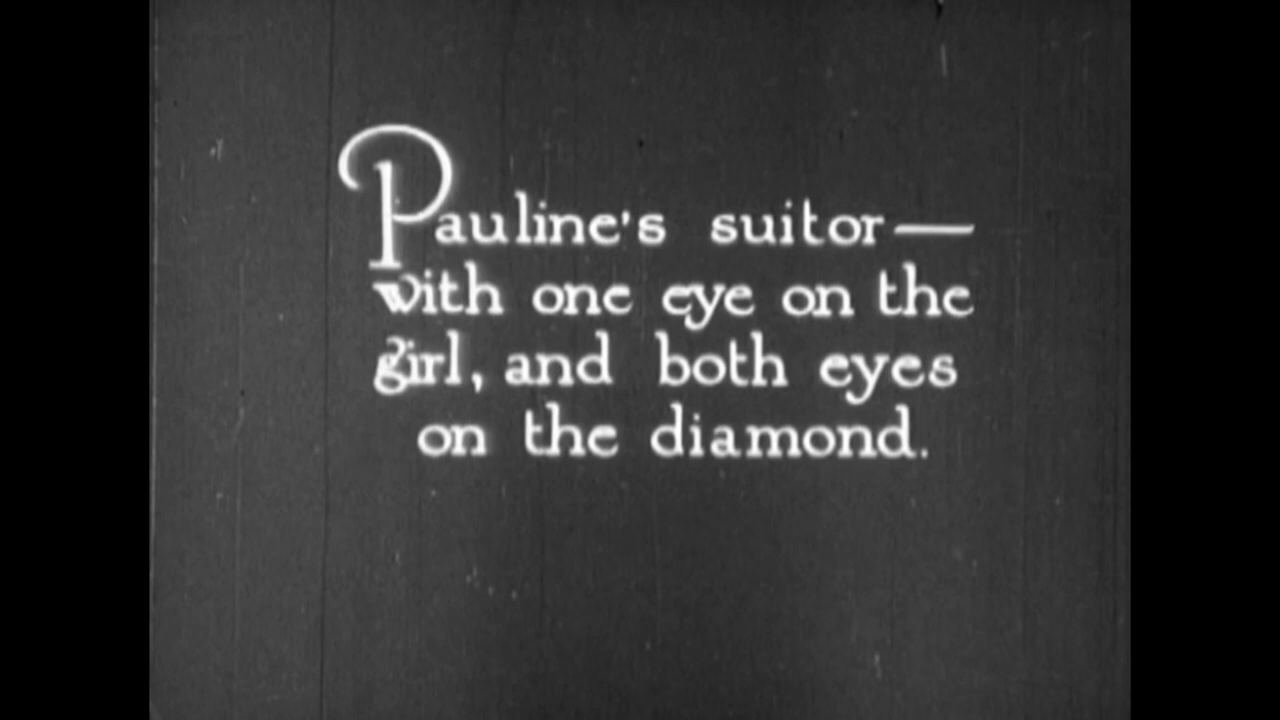 Pauline's suitor—
with one eye on the
girl, and both eyes
on the diamond.